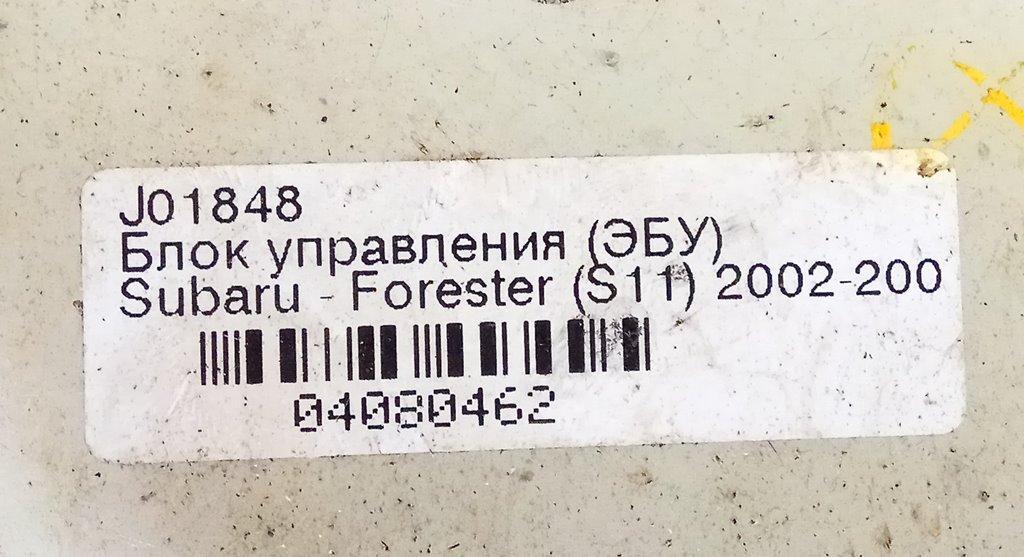 J01848
Блок управления (ЭБУ)
Subaru - Forester (S11) 2002-200
04080462